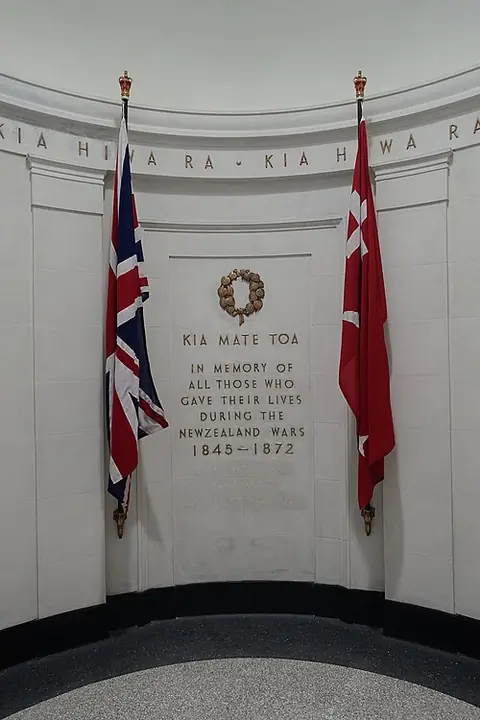 KIA HIWA RA ~ KIA HIWA RA
KIA MATE TOA
IN MEMORY OF
ALL THOSE WHO
GAVE THEIR LIVES
DURING THE
NEWZEALAND WARS
1845–1872